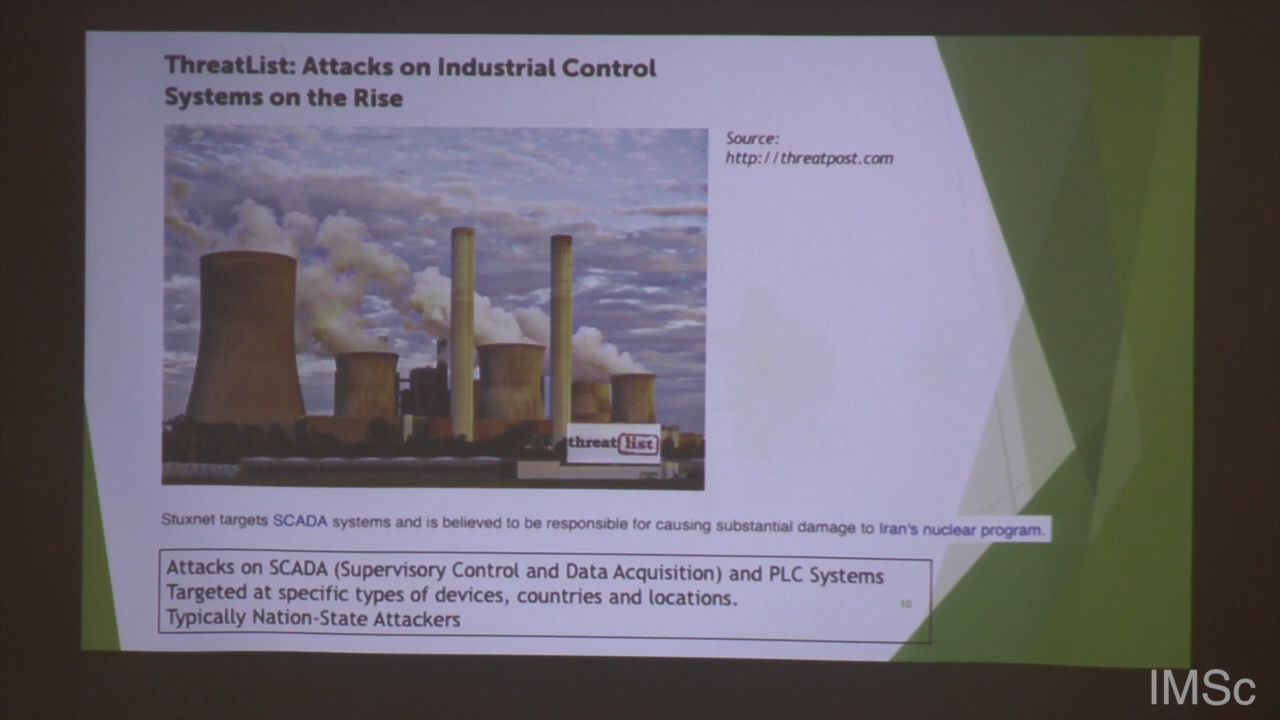 ThreatList: Attacks on Industrial Control
Systems on the Rise
Source:
http://threatpost.com
threat list
Stuxnet targets SCADA systems and is believed to be responsible for causing substantial damage to Iran's nuclear program.
Attacks on SCADA (Supervisory Control and Data Acquisition) and PLC Systems
Targeted at specific types of devices, countries and locations.
10
Typically Nation-State Attackers
IMSc